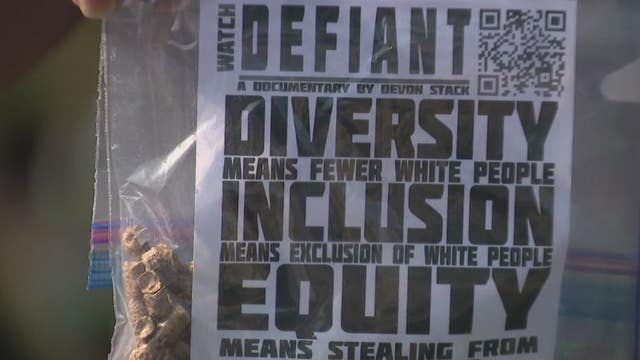 WATCH
DEFIANT
A DOCUMENTARY BY DEVON STACK
DIVERSITY
MEANS FEWER WHITE PEOPLE
INCLUSION
MEANS EXCLUSION OF WHITE PEOPLE
EQUITY
MEANS STEALING FROM